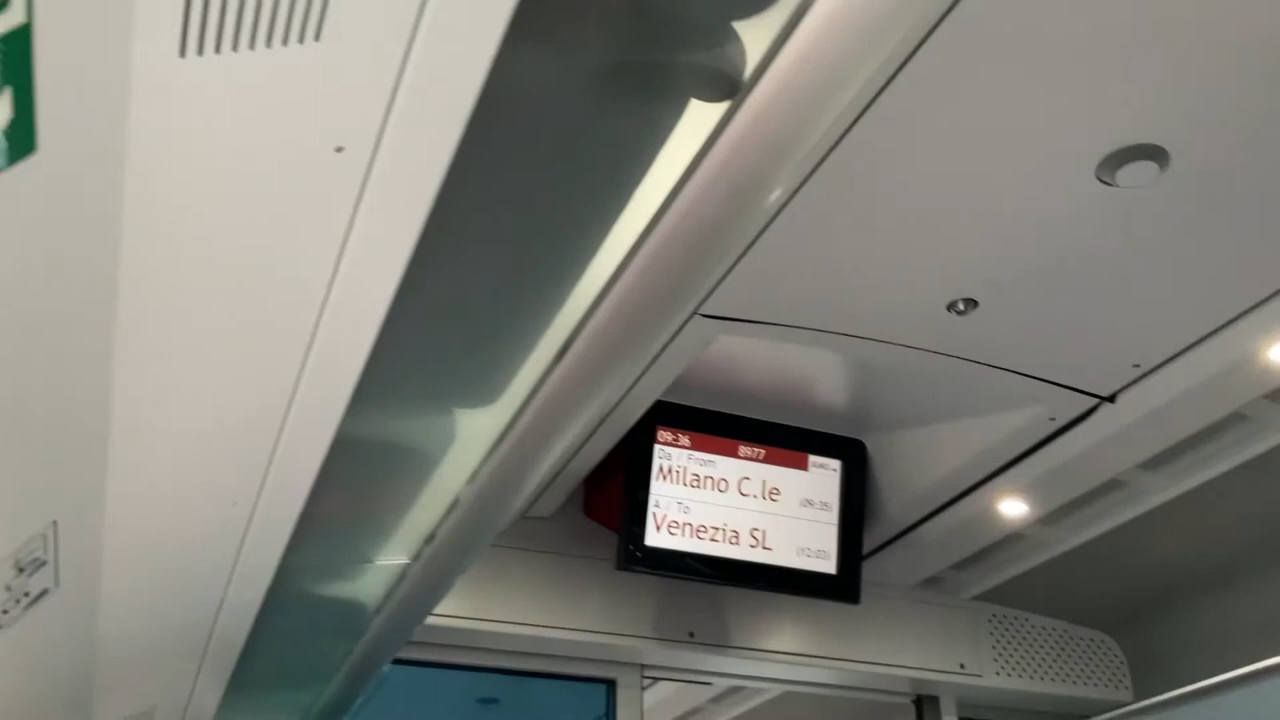 09:36 8977
Da / From
Milano C.le (09:35)
A / To
Venezia SL (12:03)